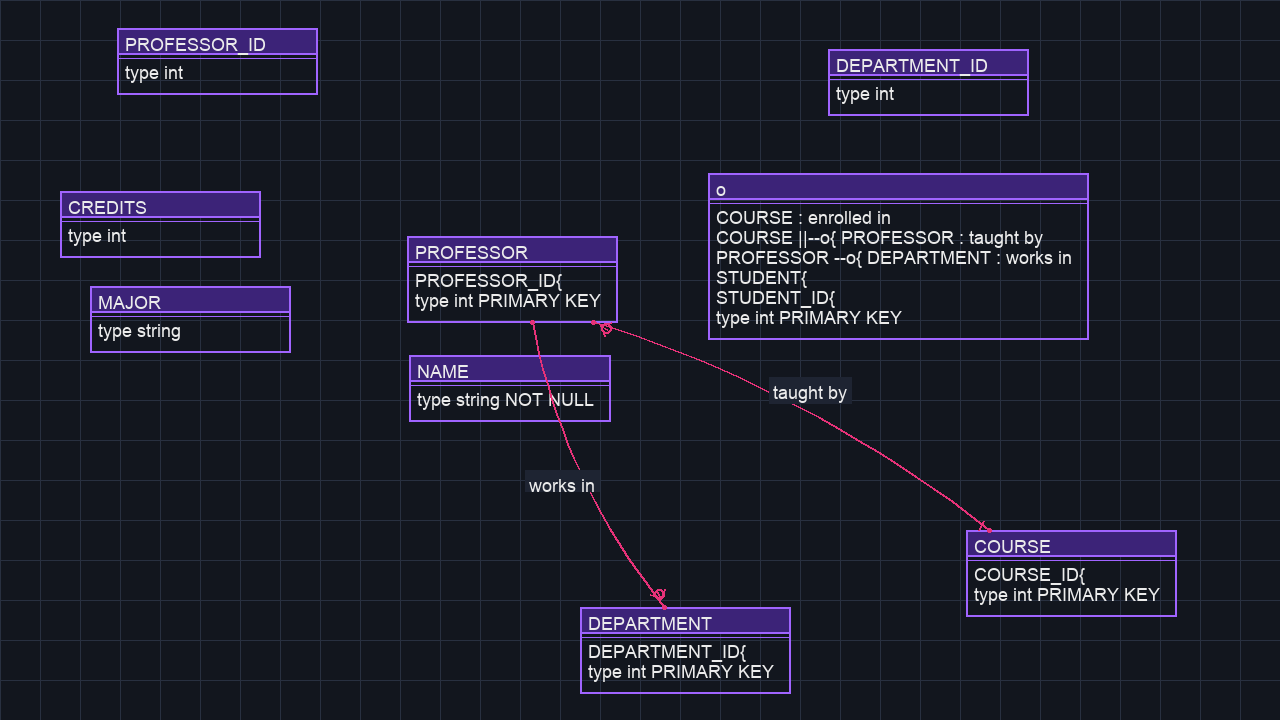 PROFESSOR_ID
type int
DEPARTMENT_ID
type int
CREDITS
type int
o
COURSE : enrolled in
COURSE ||--o{ PROFESSOR : taught by
PROFESSOR --o{ DEPARTMENT : works in
STUDENT{
STUDENT_ID{
type int PRIMARY KEY
PROFESSOR
PROFESSOR_ID{
type int PRIMARY KEY
MAJOR
type string
NAME
type string NOT NULL
taught by
works in
COURSE
COURSE_ID{
type int PRIMARY KEY
DEPARTMENT
DEPARTMENT_ID{
type int PRIMARY KEY